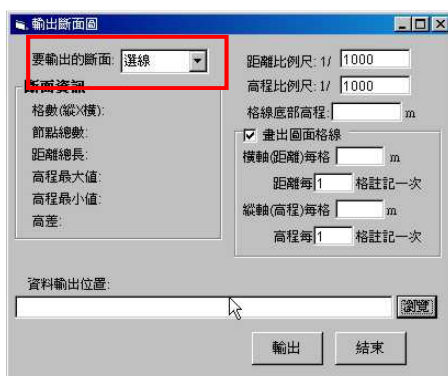 輸出斷面圖
要輸出的斷面: 選線
斷面資訊
格數(縱X橫):
節點總數:
距離總長:
高程最大值:
高程最小值:
高差:
距離比例尺: 1/ 1000
高程比例尺: 1/ 1000
格線底部高程: m
畫出圖面格線
橫軸(距離)每格 m
距離每 1 格註記一次
縱軸(高程)每格 m
高程每 1 格註記一次
資料輸出位置:
瀏覽
輸出 結束